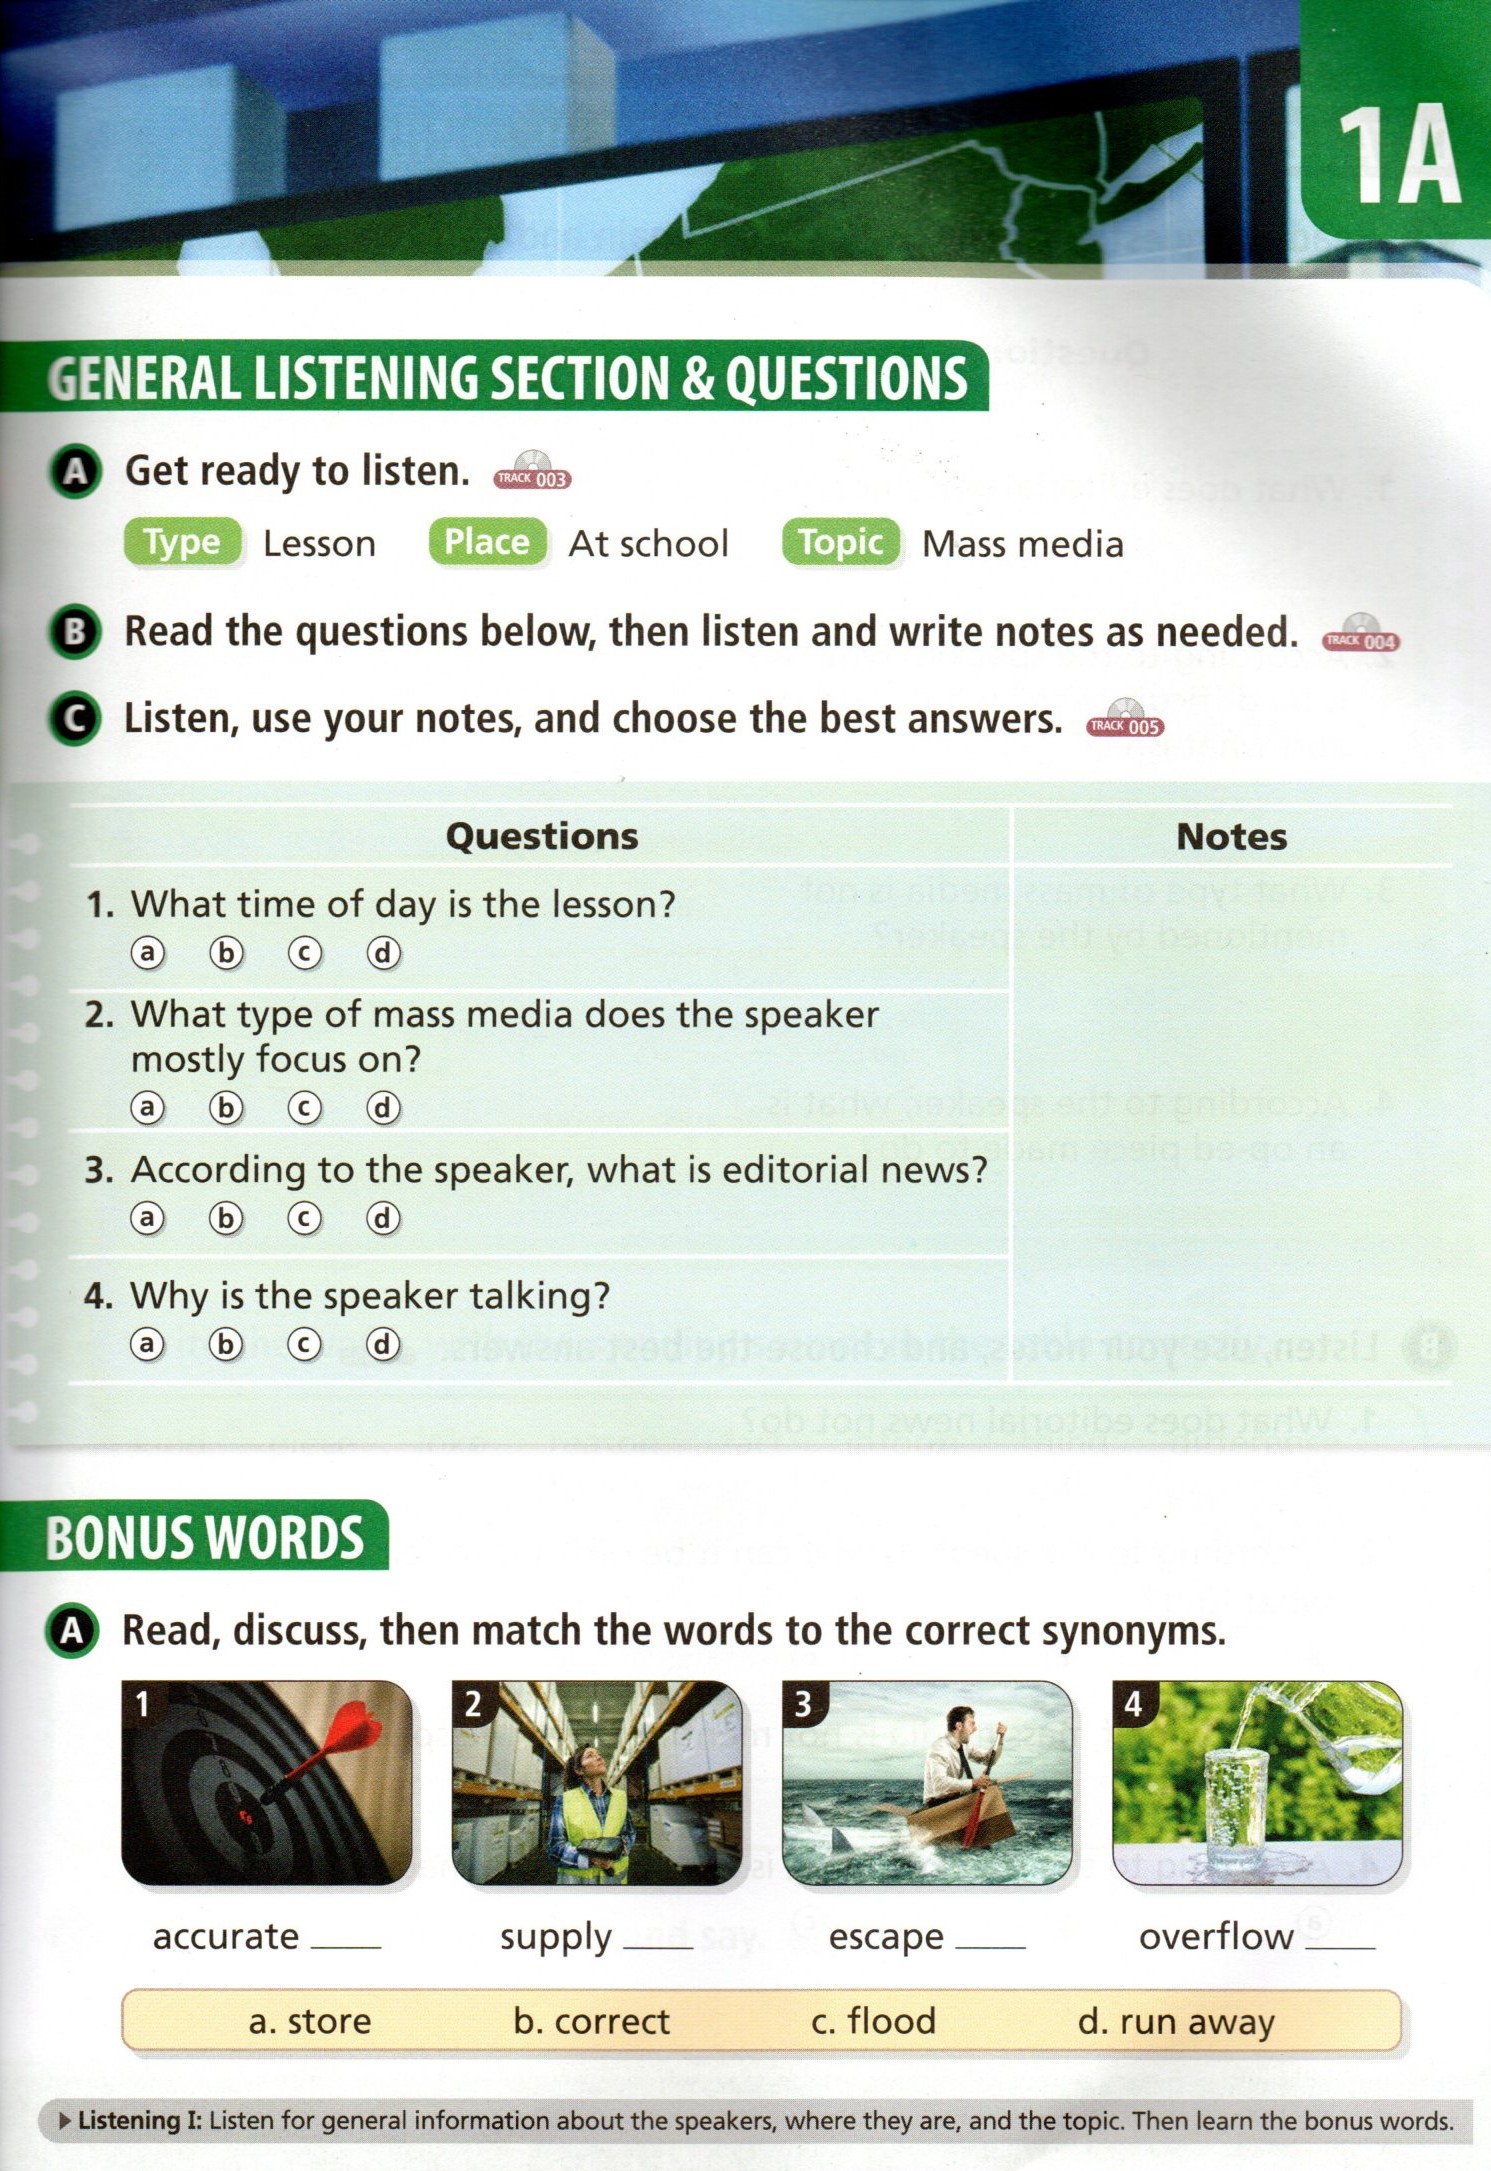 1A
GENERAL LISTENING SECTION & QUESTIONS
A Get ready to listen. TRACK 003
Type Lesson Place At school Topic Mass media
B Read the questions below, then listen and write notes as needed. TRACK 004
C Listen, use your notes, and choose the best answers. TRACK 005
Questions Notes
1. What time of day is the lesson?
a b c d
2. What type of mass media does the speaker
mostly focus on?
a b c d
3. According to the speaker, what is editorial news?
a b c d
4. Why is the speaker talking?
a b c d
BONUS WORDS
A Read, discuss, then match the words to the correct synonyms.
1 2 3 4
accurate ____ supply ____ escape ____ overflow ____
a. store b. correct c. flood d. run away
▶ Listening I: Listen for general information about the speakers, where they are, and the topic. Then learn the bonus words.